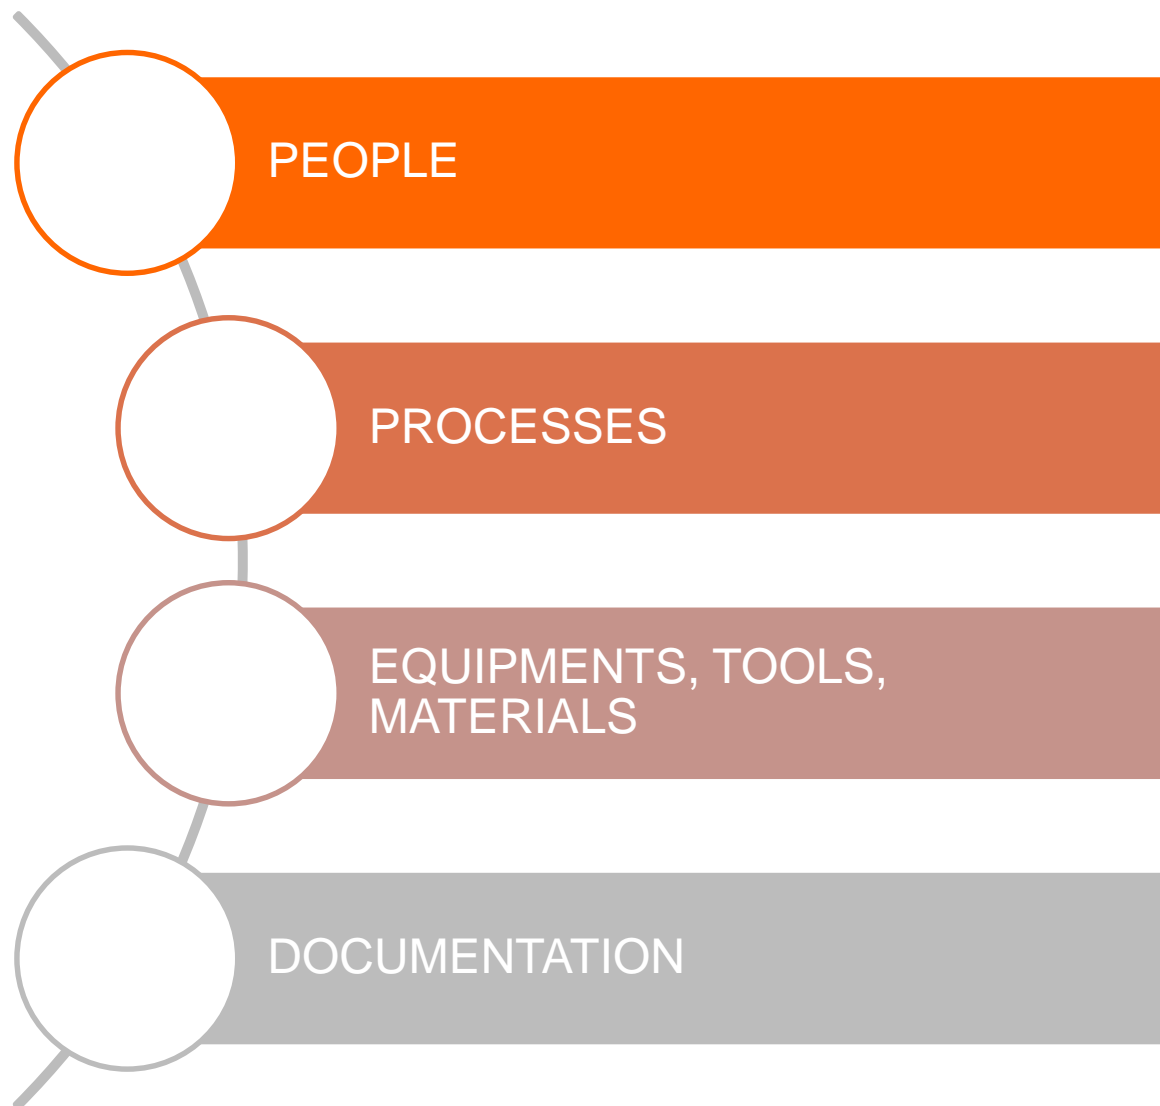 PEOPLE
PROCESSES
EQUIPMENTS, TOOLS,
MATERIALS
DOCUMENTATION